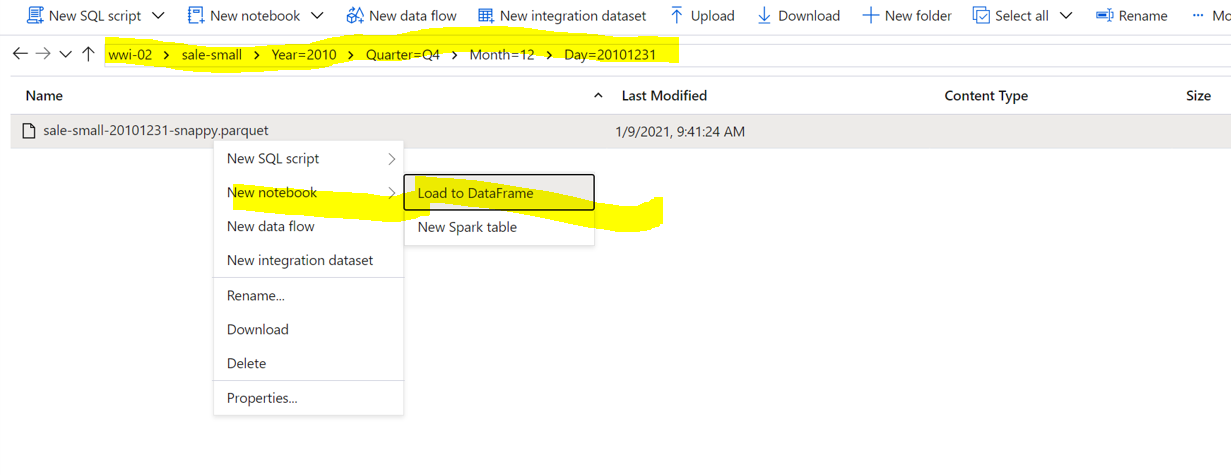 New SQL script New notebook New data flow New integration dataset Upload Download New folder Select all Rename Mo
wwi-02 > sale-small > Year=2010 > Quarter=Q4 > Month=12 > Day=20101231
Name Last Modified Content Type Size
sale-small-20101231-snappy.parquet 1/9/2021, 9:41:24 AM
New SQL script
New notebook
Load to DataFrame
New data flow
New Spark table
New integration dataset
Rename...
Download
Delete
Properties...